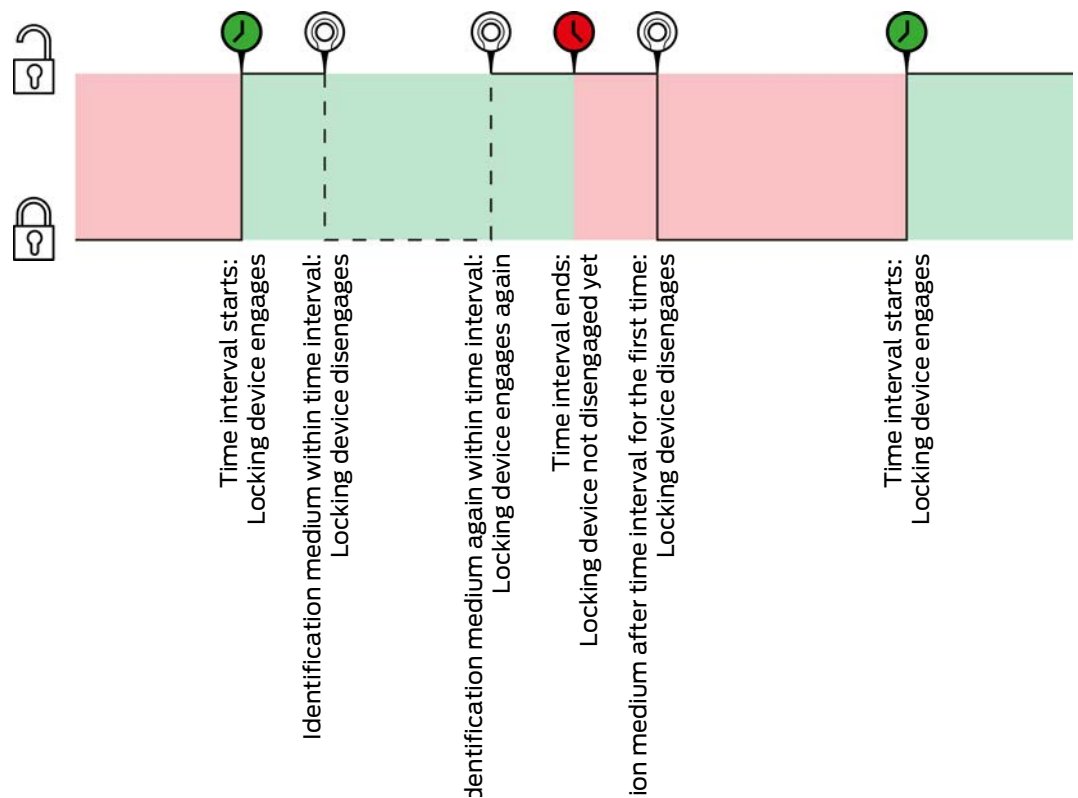 Time interval starts:
Locking device engages
Identification medium within time interval:
Locking device disengages
medium again within time interval:
Locking device engages again
Time interval ends:
Locking device not disengaged yet
medium after time interval for the first time:
Locking device disengages
Time interval starts:
Locking device engages